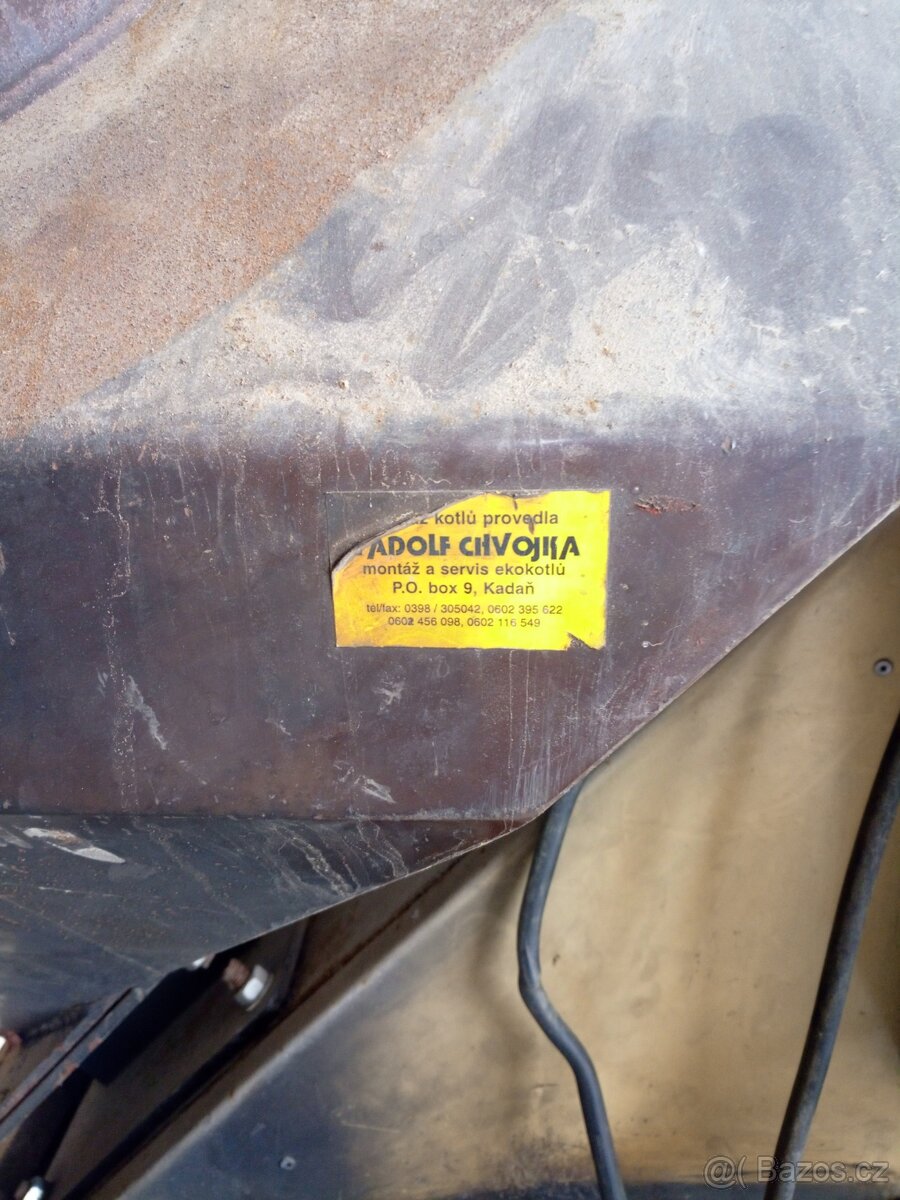 kotlů provedla
ADOLF CHVOJKA
montáž a servis ekokotlů
P.O. box 9, Kadaň
tel/fax: 0398 / 305042, 0602 395 622
0602 456 098, 0602 116 549
@( Bazos.cz